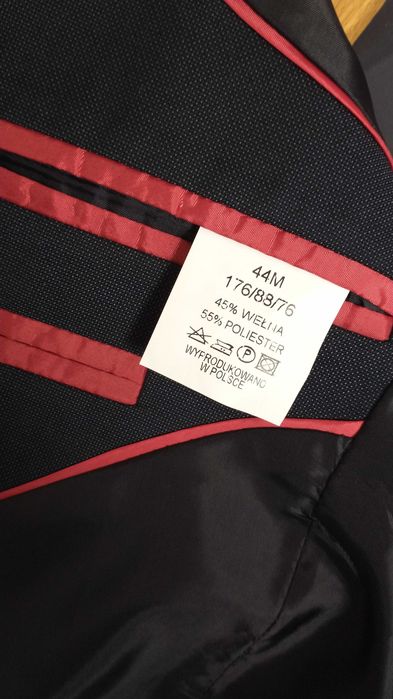 44M
176/88/76
45% WEŁNA
55% POLIESTER
P
WYPRODUKOWANO
W POLSCE